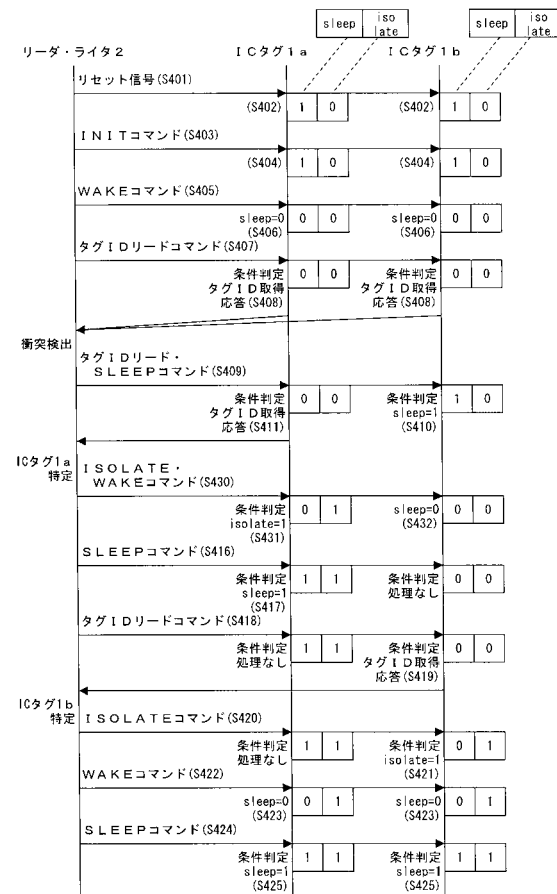 sleep iso
late sleep iso
late
リーダ・ライタ2 ICタグ1a ICタグ1b
リセット信号(S401)
(S402) 1 0 (S402) 1 0
INITコマンド(S403)
(S404) 1 0 (S404) 1 0
WAKEコマンド(S405)
sleep=0 0 0 sleep=0 0 0
(S406) (S406)
タグIDリードコマンド(S407)
条件判定 0 0 条件判定 0 0
タグID取得 タグID取得
応答(S408) 応答(S408)
衝突検出
タグIDリード・
SLEEPコマンド(S409)
条件判定 0 0 条件判定 1 0
タグID取得 sleep=1
応答(S411) (S410)
ICタグ1a
特定
ISOLATE・
WAKEコマンド(S430)
条件判定 0 1 sleep=0 0 0
isolate=1 (S432)
(S431)
SLEEPコマンド(S416)
条件判定 1 1 条件判定 0 0
sleep=1 処理なし
(S417)
タグIDリードコマンド(S418)
条件判定 1 1 条件判定 0 0
処理なし タグID取得
応答(S419)
ICタグ1b
特定
ISOLATEコマンド(S420)
条件判定 1 1 条件判定 0 1
処理なし isolate=1
(S421)
WAKEコマンド(S422)
sleep=0 0 1 sleep=0 0 1
(S423) (S423)
SLEEPコマンド(S424)
条件判定 1 1 条件判定 1 1
sleep=1 sleep=1
(S425) (S425)